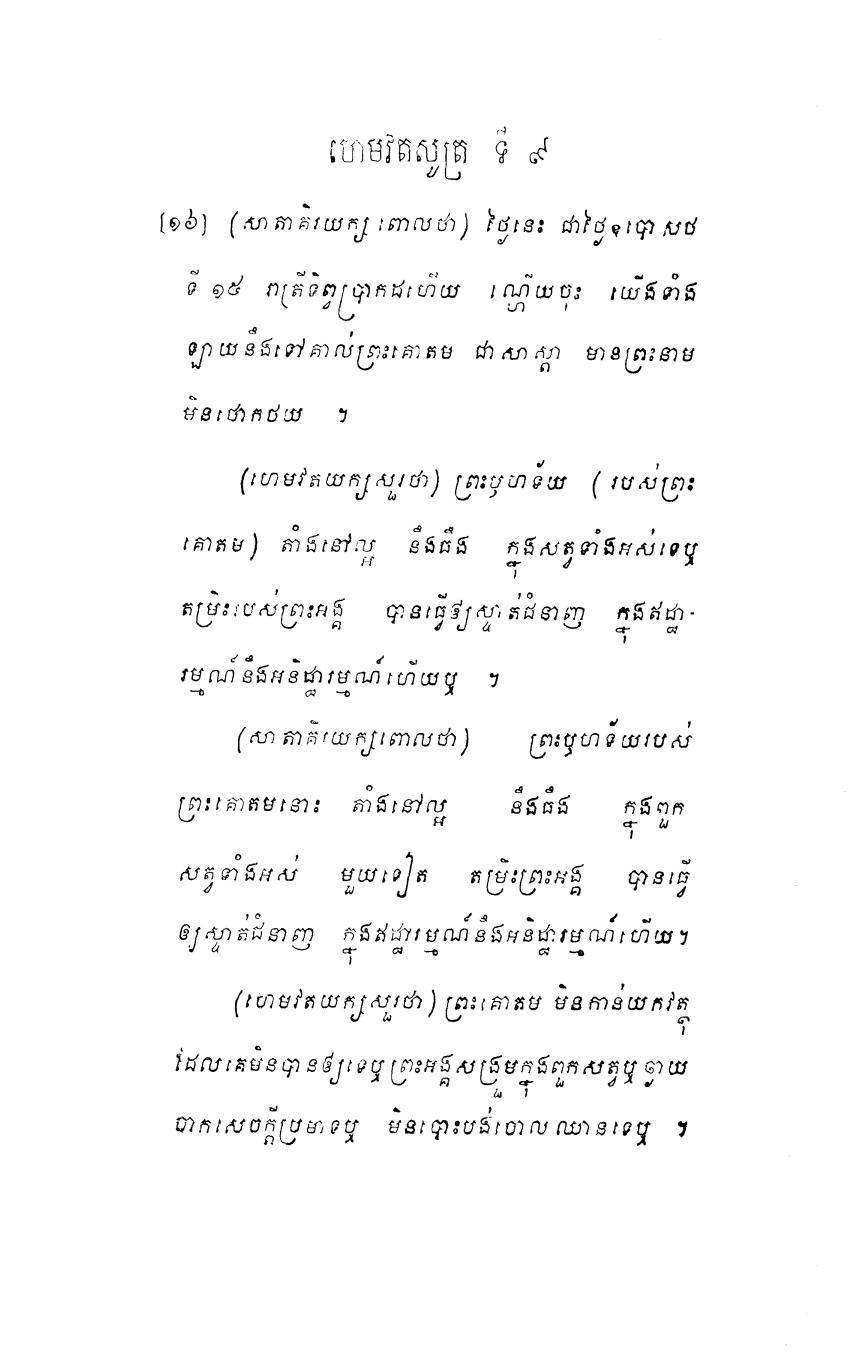 ហេមវតសូត្រ ទី ៩
[១៦] (សាតាគិរយក្ស ពោលថា) ថ្ងៃនេះ ជាថ្ងៃឧបោសថ
ទី ១៥ រាត្រីទិព្វប្រាកដហើយ ណ្ហើយចុះ យើងទាំង
ឡាយនឹងទៅគាល់ព្រះគោតម ជាសាស្តា មានព្រះនាម
មិនថោកថយ ។
(ហេមវតយក្សសួរថា) ព្រះឫហទ័យ (របស់ព្រះ
គោតម) តាំងនៅល្អ នឹងធឹង ក្នុងសត្វទាំងអស់ទេឬ
តម្រិះរបស់ព្រះអង្គ បានធ្វើឲ្យស្ទាត់ជំនាញ ក្នុងឥដ្ឋា-
រម្មណ៍នឹងអនិដ្ឋារម្មណ៍ហើយឬ ។
(សាតាគិរយក្សពោលថា) ព្រះឫហទ័យរបស់
ព្រះគោតមនោះ តាំងនៅល្អ នឹងធឹង ក្នុងពួក
សត្វទាំងអស់ មួយទៀត តម្រិះព្រះអង្គ បានធ្វើ
ឲ្យស្ទាត់ជំនាញ ក្នុងឥដ្ឋារម្មណ៍នឹងអនិដ្ឋារម្មណ៍ហើយ។
(ហេមវតយក្សសួរថា) ព្រះគោតម មិនកាន់យកវត្ថុ
ដែលគេមិនបានឲ្យទេឬ ព្រះអង្គសង្រួមក្នុងពួកសត្វឬ ឆ្ងាយ
ចាកសេចក្តីប្រមាទឬ មិនបោះបង់ចោលឈានទេឬ ។